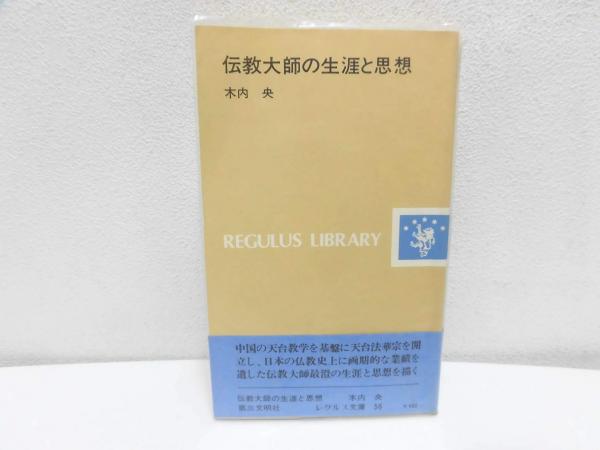 伝教大師の生涯と思想
木内 央
REGULUS LIBRARY
中国の天台教学を基盤に天台法華宗を開
立し、日本の仏教史上に画期的な業績を
遺した伝教大師最澄の生涯と思想を描く
伝教大師の生涯と思想 木内 央
第三文明社 レグルス文庫 56